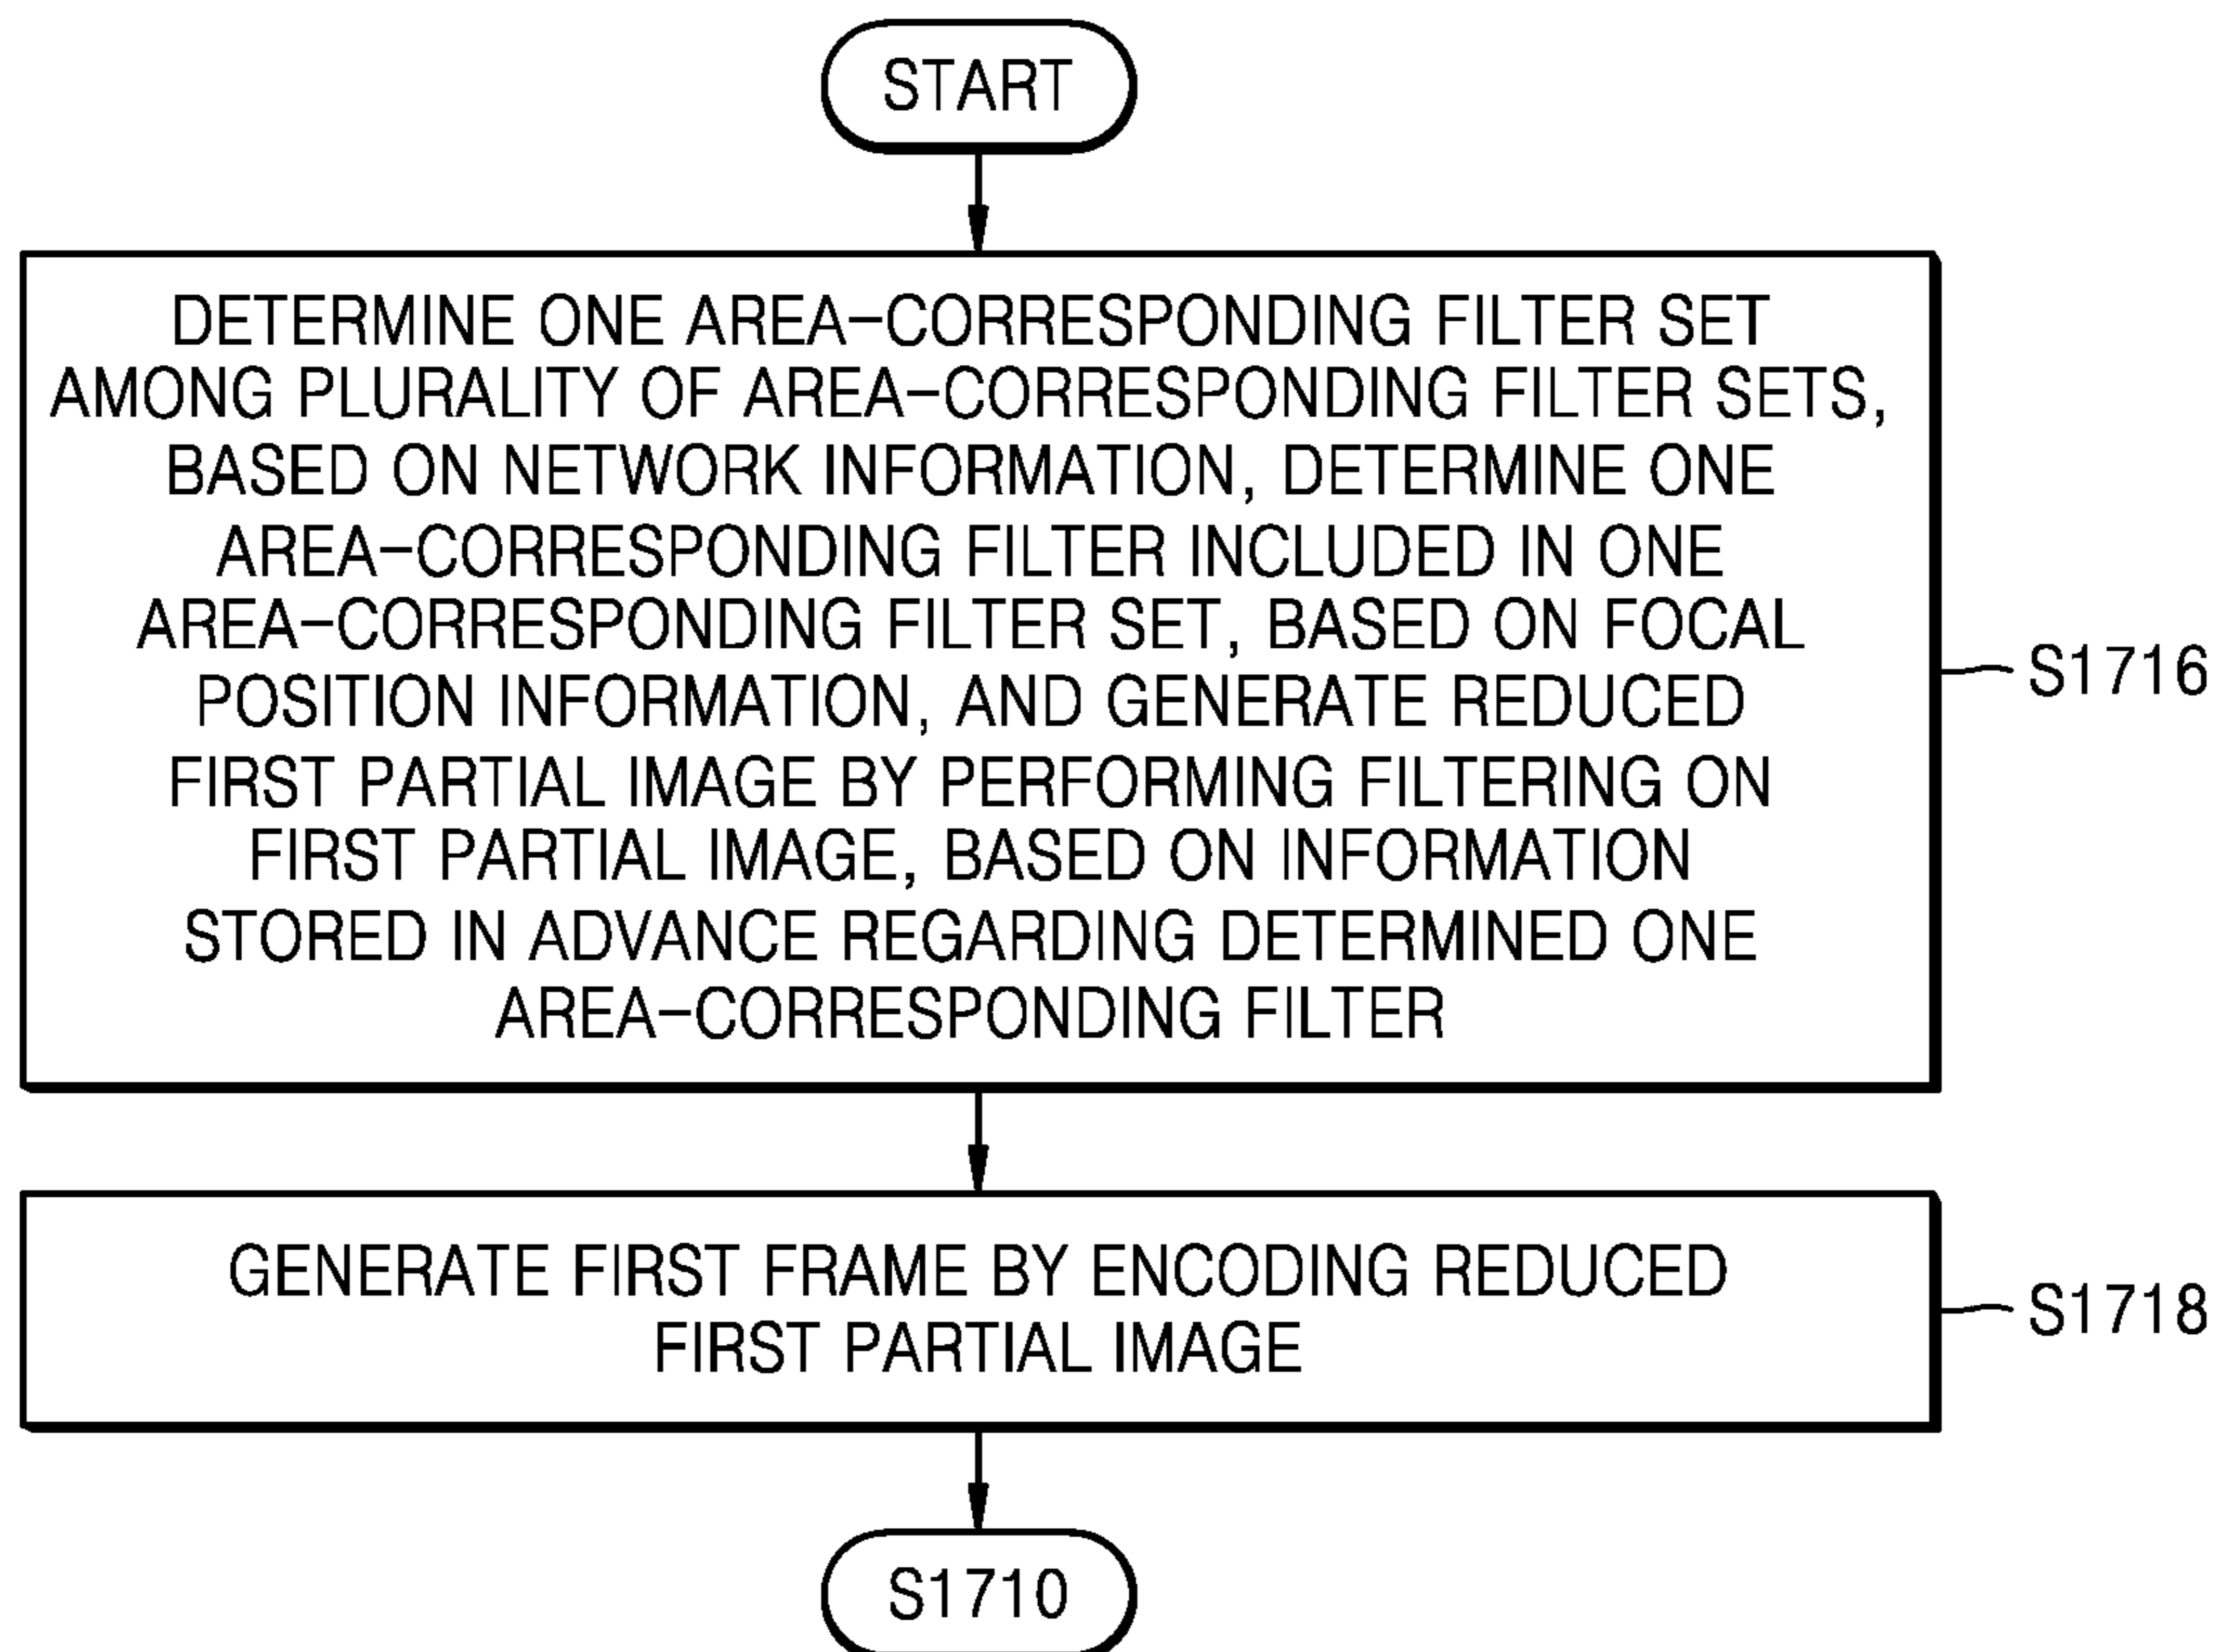 START
DETERMINE ONE AREA-CORRESPONDING FILTER SET
AMONG PLURALITY OF AREA-CORRESPONDING FILTER SETS,
BASED ON NETWORK INFORMATION, DETERMINE ONE
AREA-CORRESPONDING FILTER INCLUDED IN ONE
AREA-CORRESPONDING FILTER SET, BASED ON FOCAL
POSITION INFORMATION, AND GENERATE REDUCED
FIRST PARTIAL IMAGE BY PERFORMING FILTERING ON
FIRST PARTIAL IMAGE, BASED ON INFORMATION
STORED IN ADVANCE REGARDING DETERMINED ONE
AREA-CORRESPONDING FILTER
S1716
GENERATE FIRST FRAME BY ENCODING REDUCED
FIRST PARTIAL IMAGE
S1718
S1710